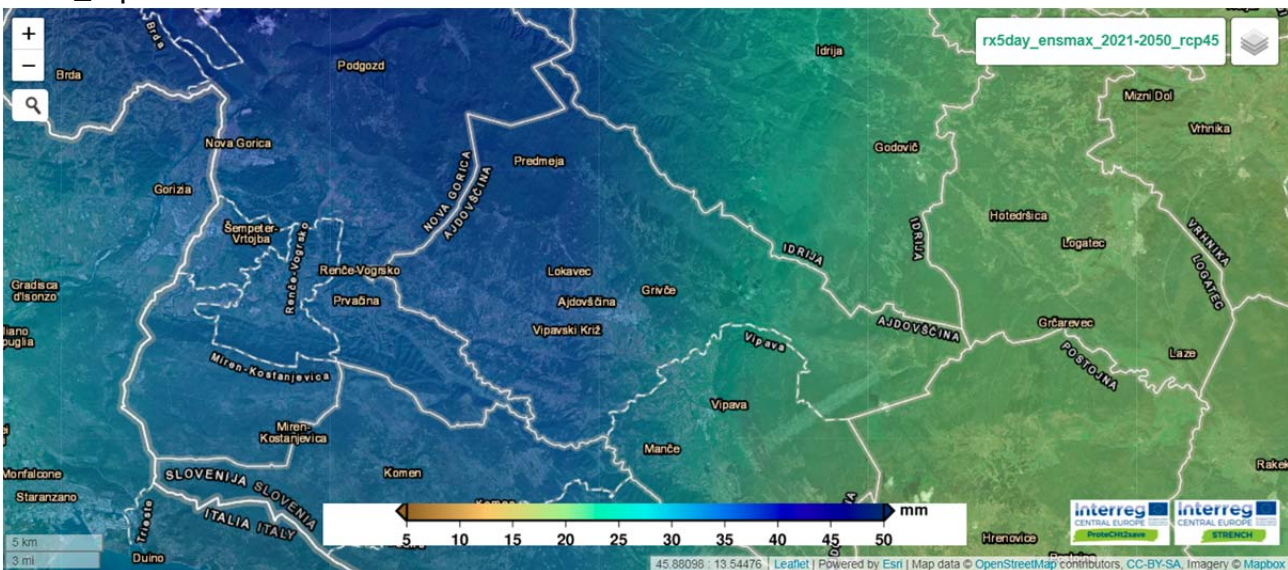 +
−
rx5day_ensmax_2021-2050_rcp45
Brda
Brda
Podgozd
Idrija
Mizni Dol
Vrhnika
Nova Gorica
Predmeja
Godovič
Gorizia
NOVA GORICA
AJDOVŠČINA
Šempeter-
Vrtojba
Renče-Vogrsko
Hotedršica
Logatec
IDRIJA
IDRIJA
VRHNIKA
LOGATEC
Renče-Vogrsko
Lokavec
Gradisca
d'Isonzo
Prvačina
Ajdovščina
Grivče
Vipavski Križ
AJDOVŠČINA
Grčarevec
Vipava
POSTOJNA
Laze
Miren-Kostanjevica
Vipava
Miren-
Kostanjevica
Manče
Monfalcone
Komen
Rakek
Staranzano
SLOVENIJA SLOVENIA
ITALIA ITALY
Trieste
Duino
mm
5 10 15 20 25 30 35 40 45 50
Hrenovice
Interreg
CENTRAL EUROPE
ProteCHt2save
Interreg
CENTRAL EUROPE
STRENCH
5 km
3 mi
45.88098 : 13.54476 Leaflet | Powered by Esri | Map data © OpenStreetMap contributors, CC-BY-SA, Imagery © Mapbox